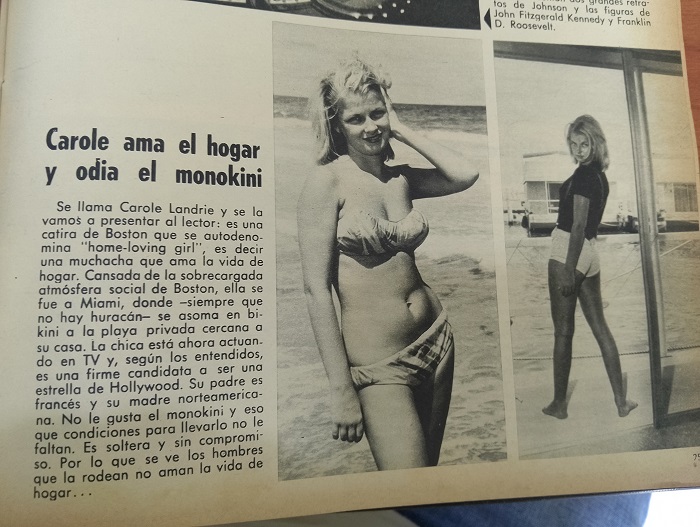 dos grandes retra-
tos de Johnson y las figuras de
John Fitzgerald Kennedy y Franklin
D. Roosevelt.
Carole ama el hogar
y odia el monokini
Se llama Carole Landrie y se la
vamos a presentar al lector: es una
catira de Boston que se autodeno-
mina "home-loving girl", es decir
una muchacha que ama la vida de
hogar. Cansada de la sobrecargada
atmósfera social de Boston, ella se
fue a Miami, donde —siempre que
no hay huracán— se asoma en bi-
kini a la playa privada cercana a
su casa. La chica está ahora actuan-
do en TV y, según los entendidos,
es una firme candidata a ser una
estrella de Hollywood. Su padre es
francés y su madre norteamerica-
na. No le gusta el monokini y eso
que condiciones para llevarlo no le
faltan. Es soltera y sin compromi-
so. Por lo que se ve los hombres
que la rodean no aman la vida de
hogar...